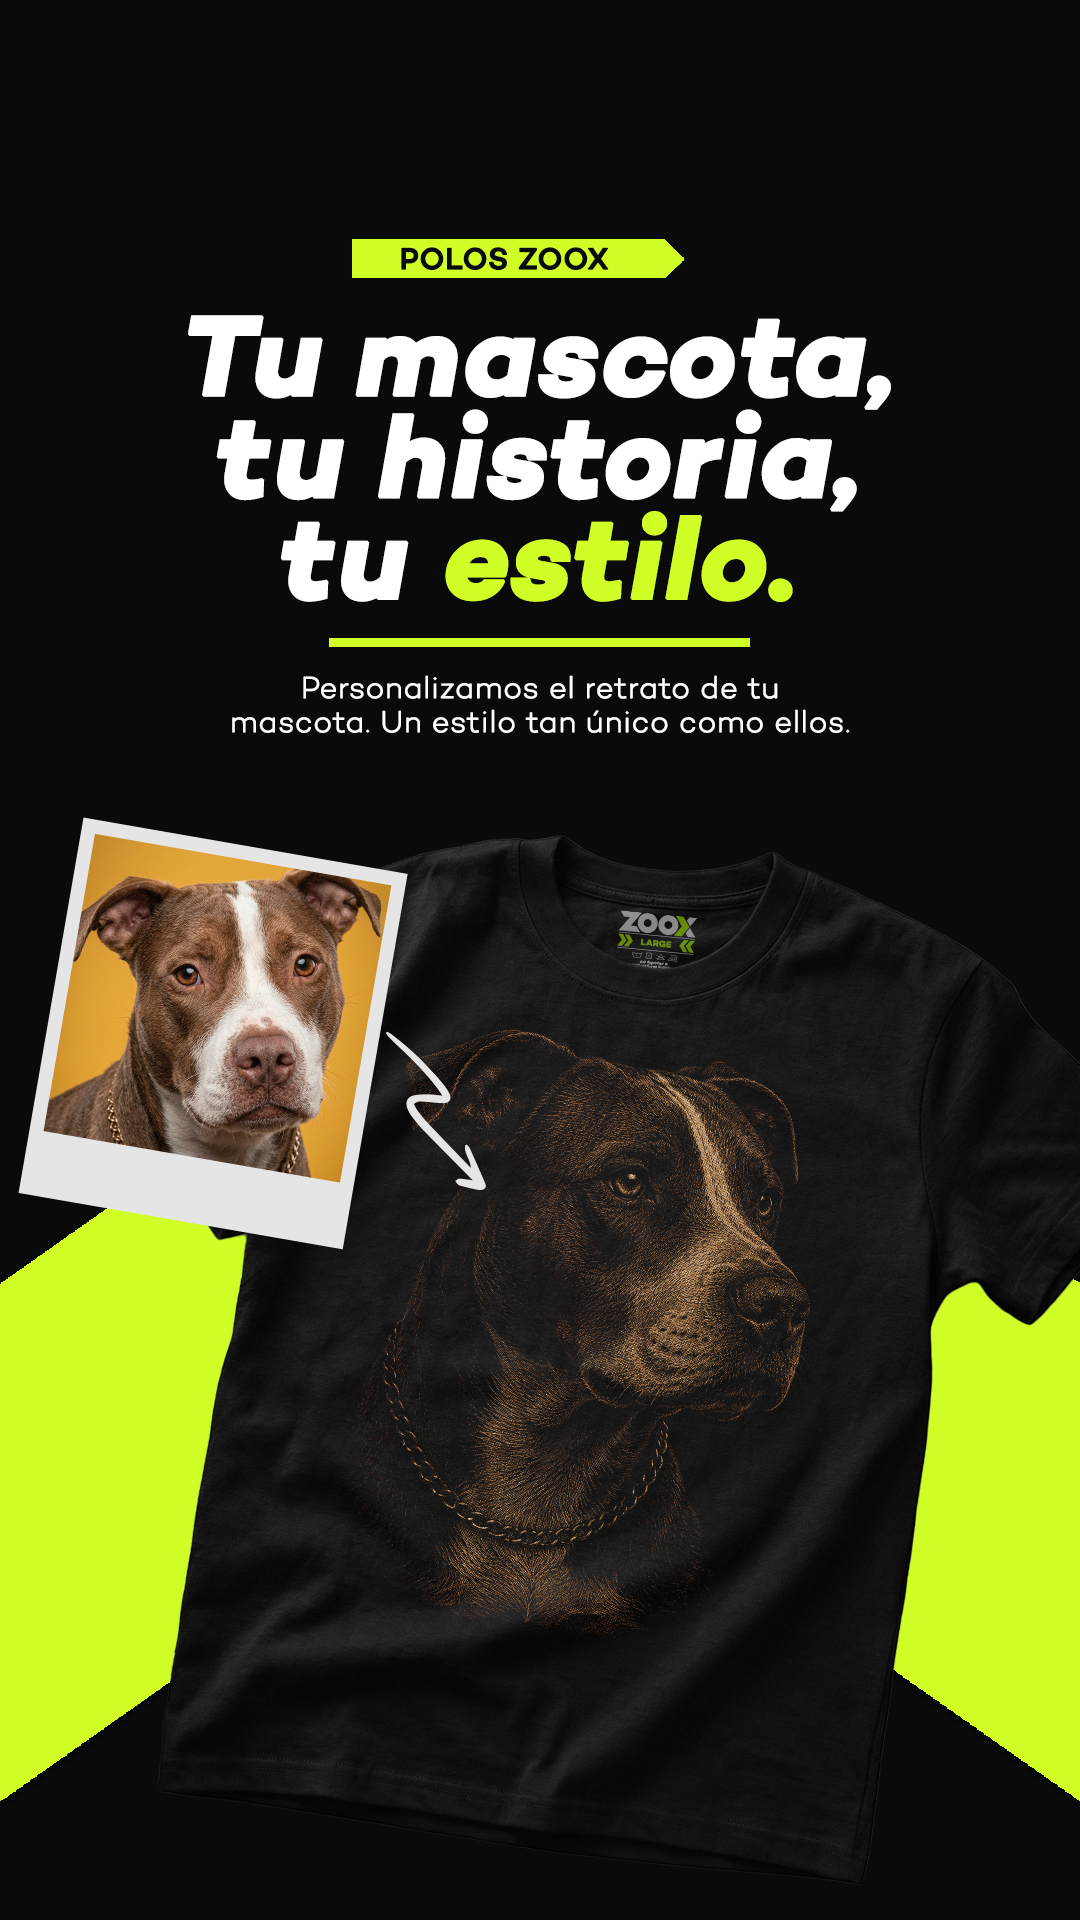 POLOS ZOOX
Tu mascota,
tu historia,
tu estilo.
Personalizamos el retrato de tu
mascota. Un estilo tan único como ellos.
ZOOX
LARGE